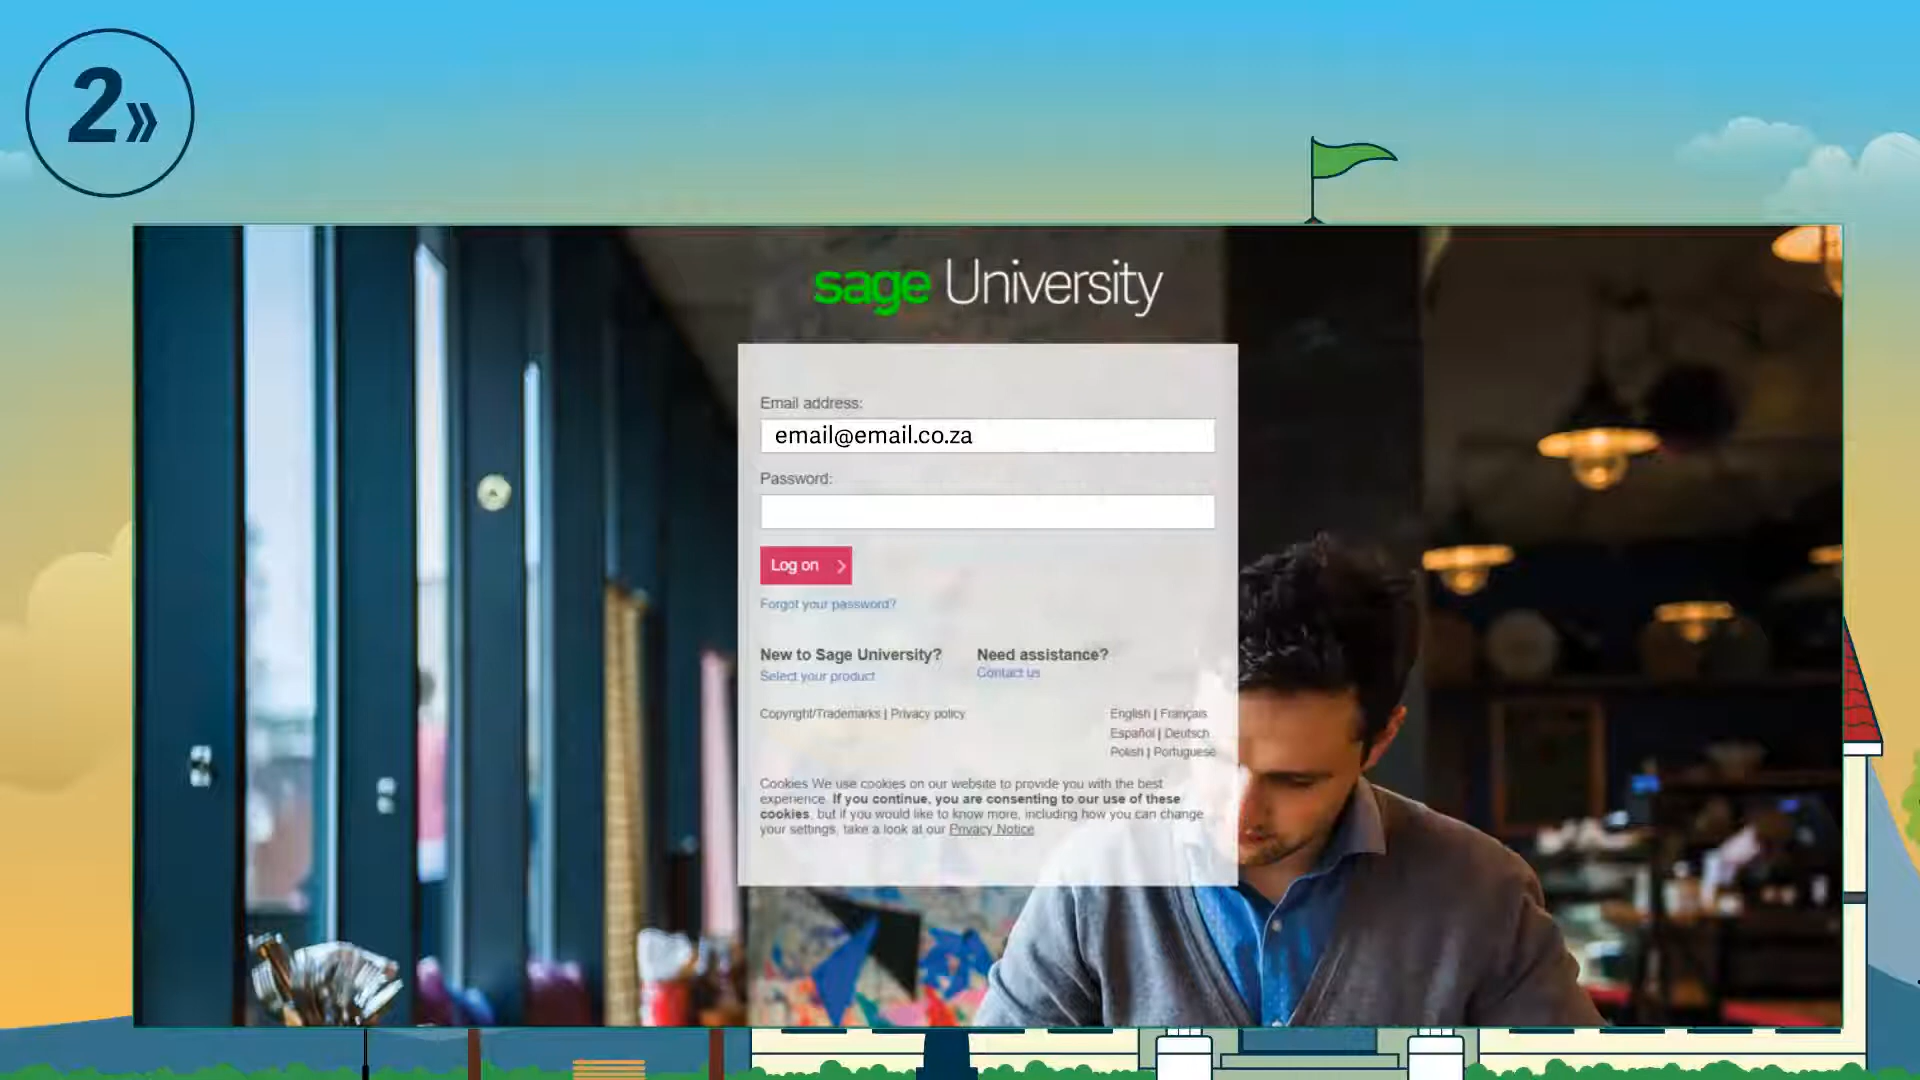 2»
sage University
Email address:
email@email.co.za
Password:
Log on
Forgot your password?
New to Sage University? Need assistance?
Select your product Contact us
Copyright/Trademarks | Privacy policy English | Français
Español | Deutsch
Polish | Portuguese
Cookies We use cookies on our website to provide you with the best
experience. If you continue, you are consenting to our use of these
cookies, but if you would like to know more, including how you can change
your settings, take a look at our Privacy Notice